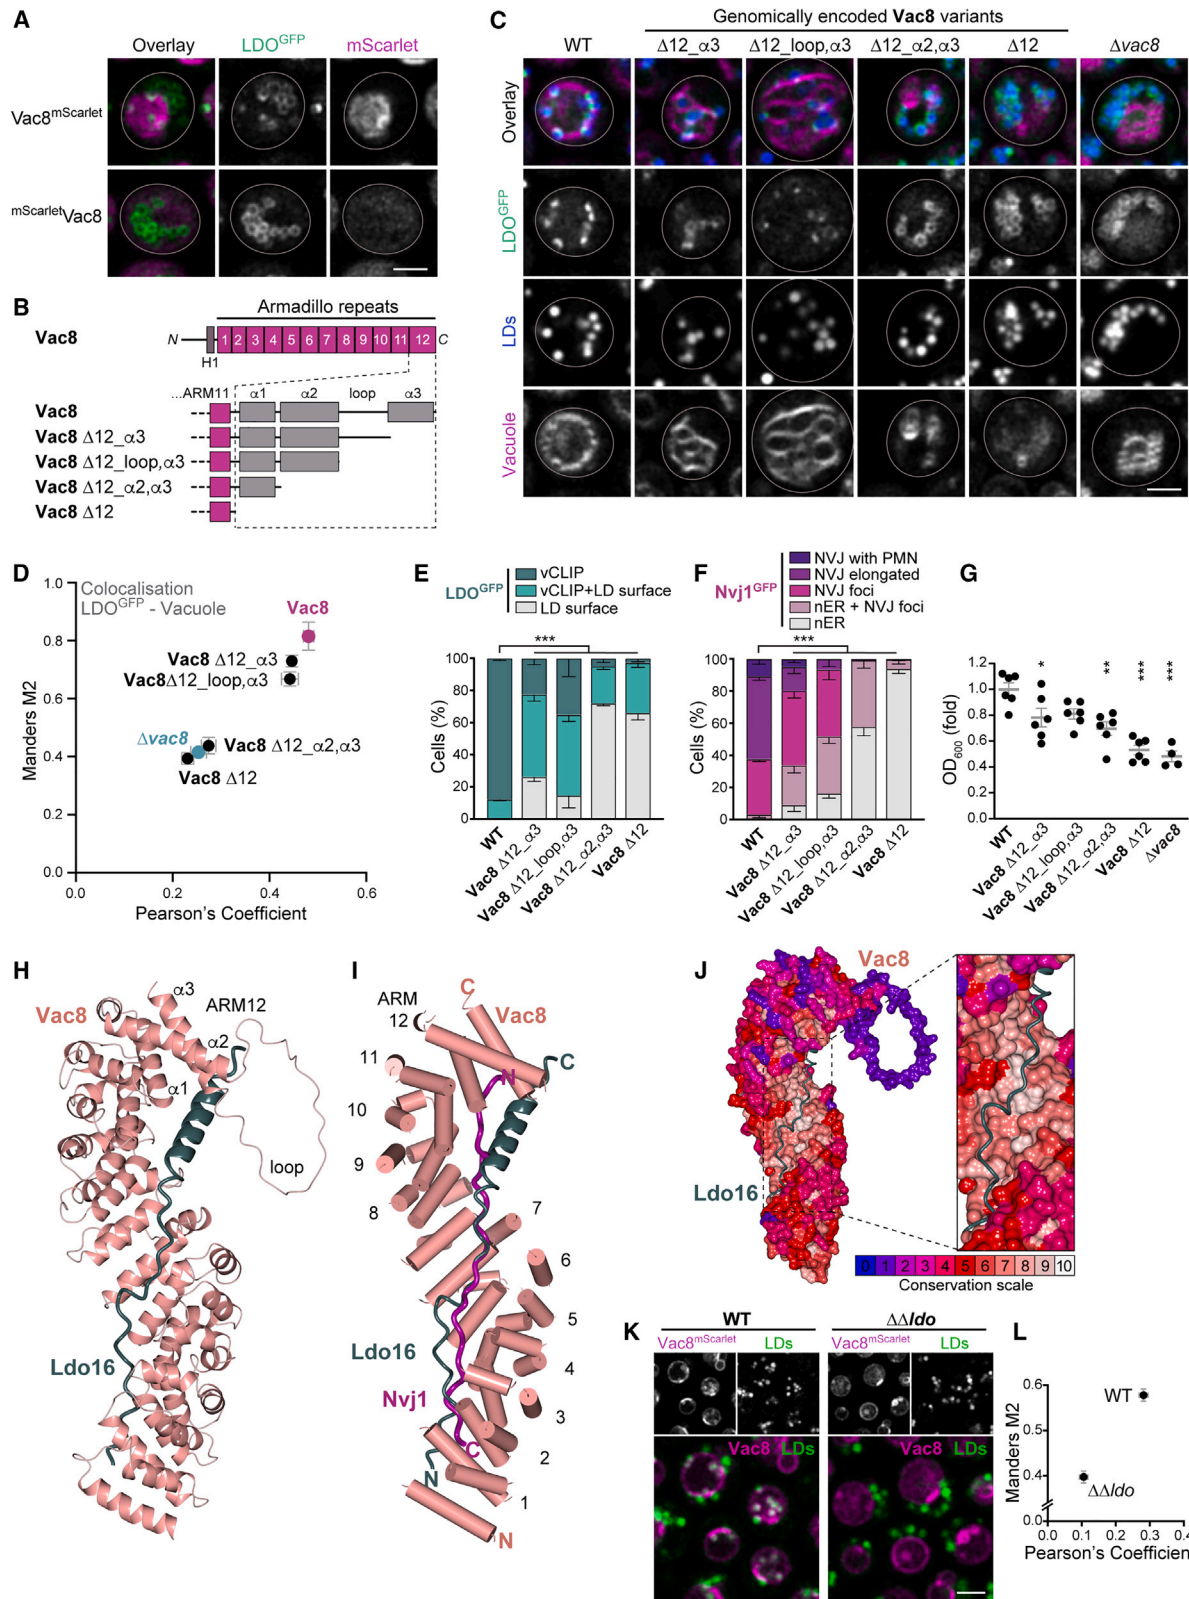 A
Overlay LDO^GFP mScarlet
Vac8^mScarlet
^mScarletVac8
B
Armadillo repeats
Vac8 N 1 2 3 4 5 6 7 8 9 10 11 12 C
H1
...ARM11 α1 α2 loop α3
Vac8
Vac8 Δ12_α3
Vac8 Δ12_loop,α3
Vac8 Δ12_α2,α3
Vac8 Δ12
C
Genomically encoded Vac8 variants
WT Δ12_α3 Δ12_loop,α3 Δ12_α2,α3 Δ12 Δvac8
Overlay
LDO^GFP
LDs
Vacuole
D
Colocalisation
LDO^GFP - Vacuole
Manders M2
1.0
0.8
0.6
0.4
0.2
0.0
Vac8
Vac8 Δ12_α3
Vac8Δ12_loop,α3
Δvac8
Vac8 Δ12_α2,α3
Vac8 Δ12
0.0 0.2 0.4 0.6
Pearson's Coefficient
E
LDO^GFP
vCLIP
vCLIP+LD surface
LD surface
***
Cells (%)
100
80
60
40
20
0
WT
Vac8 Δ12_α3
Vac8 Δ12_loop,α3
Vac8 Δ12_α2,α3
Vac8 Δ12
F
Nvj1^GFP
NVJ with PMN
NVJ elongated
NVJ foci
nER + NVJ foci
nER
***
Cells (%)
100
80
60
40
20
0
WT
Vac8 Δ12_α3
Vac8 Δ12_loop,α3
Vac8 Δ12_α2,α3
Vac8 Δ12
G
OD600 (fold)
1.2
1.0
0.8
0.6
0.4
0.2
0.0
* ** *** ***
WT
Vac8 Δ12_α3
Vac8 Δ12_loop,α3
Vac8 Δ12_α2,α3
Vac8 Δ12
Δvac8
H
Vac8
α3
ARM12
α2
α1
loop
Ldo16
I
ARM
C
Vac8
12
N
C
11
10
9
8
7
6
5
4
3
2
1
Ldo16
Nvj1
C
N
N
J
Vac8
Ldo16
0 1 2 3 4 5 6 7 8 9 10
Conservation scale
K
WT ΔΔldo
Vac8^mScarlet LDs Vac8^mScarlet LDs
Vac8 LDs Vac8 LDs
L
Manders M2
0.6
0.4
0.0
WT
ΔΔldo
0.0 0.1 0.2 0.3 0.4
Pearson's Coefficien